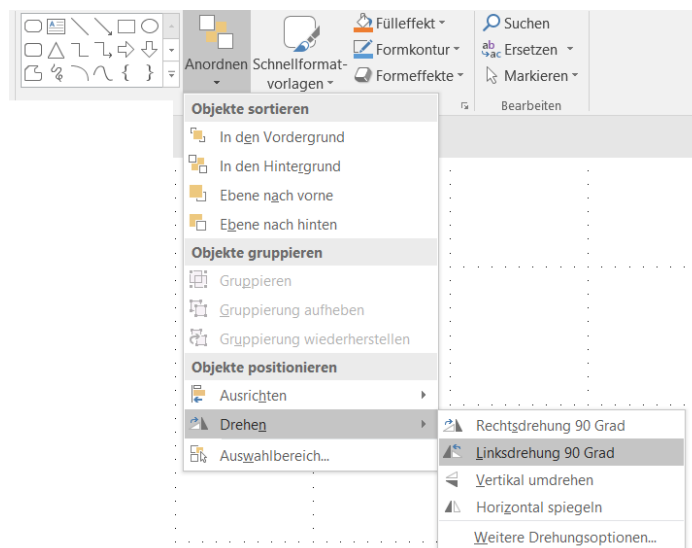 Anordnen
Schnellformat-
vorlagen
Fülleffekt
Formkontur
Formeffekte
Suchen
Ersetzen
Markieren
Bearbeiten
Objekte sortieren
In den Vordergrund
In den Hintergrund
Ebene nach vorne
Ebene nach hinten
Objekte gruppieren
Gruppieren
Gruppierung aufheben
Gruppierung wiederherstellen
Objekte positionieren
Ausrichten
Drehen
Auswahlbereich...
Rechtsdrehung 90 Grad
Linksdrehung 90 Grad
Vertikal umdrehen
Horizontal spiegeln
Weitere Drehungsoptionen...